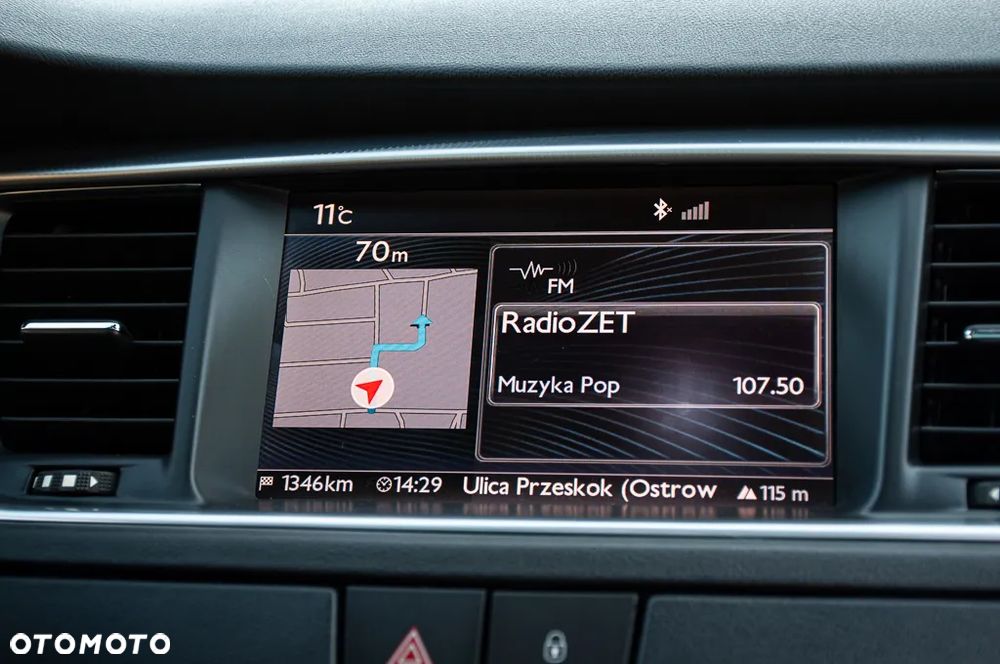 11°C
70m
FM
RadioZET
Muzyka Pop 107.50
1346km 14:29 Ulica Przeskok (Ostrow 115 m
OTOMOTO